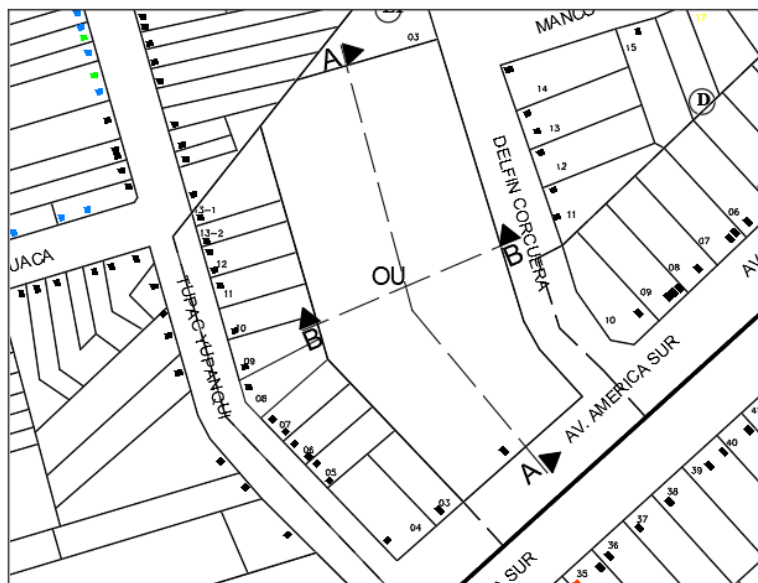 17
MANCO
03
15
A
14
D
13
DELFIN CORCUERA
12
13-1
11
06
13-2
B
07
UACA
12
OU
08
AV.
11
TUPAC YUPANQUI
09
10
10
B
AV. AMERICA SUR
09
08
07
41
06
40
05
A
39
38
03
04
37
36
A SUR
35